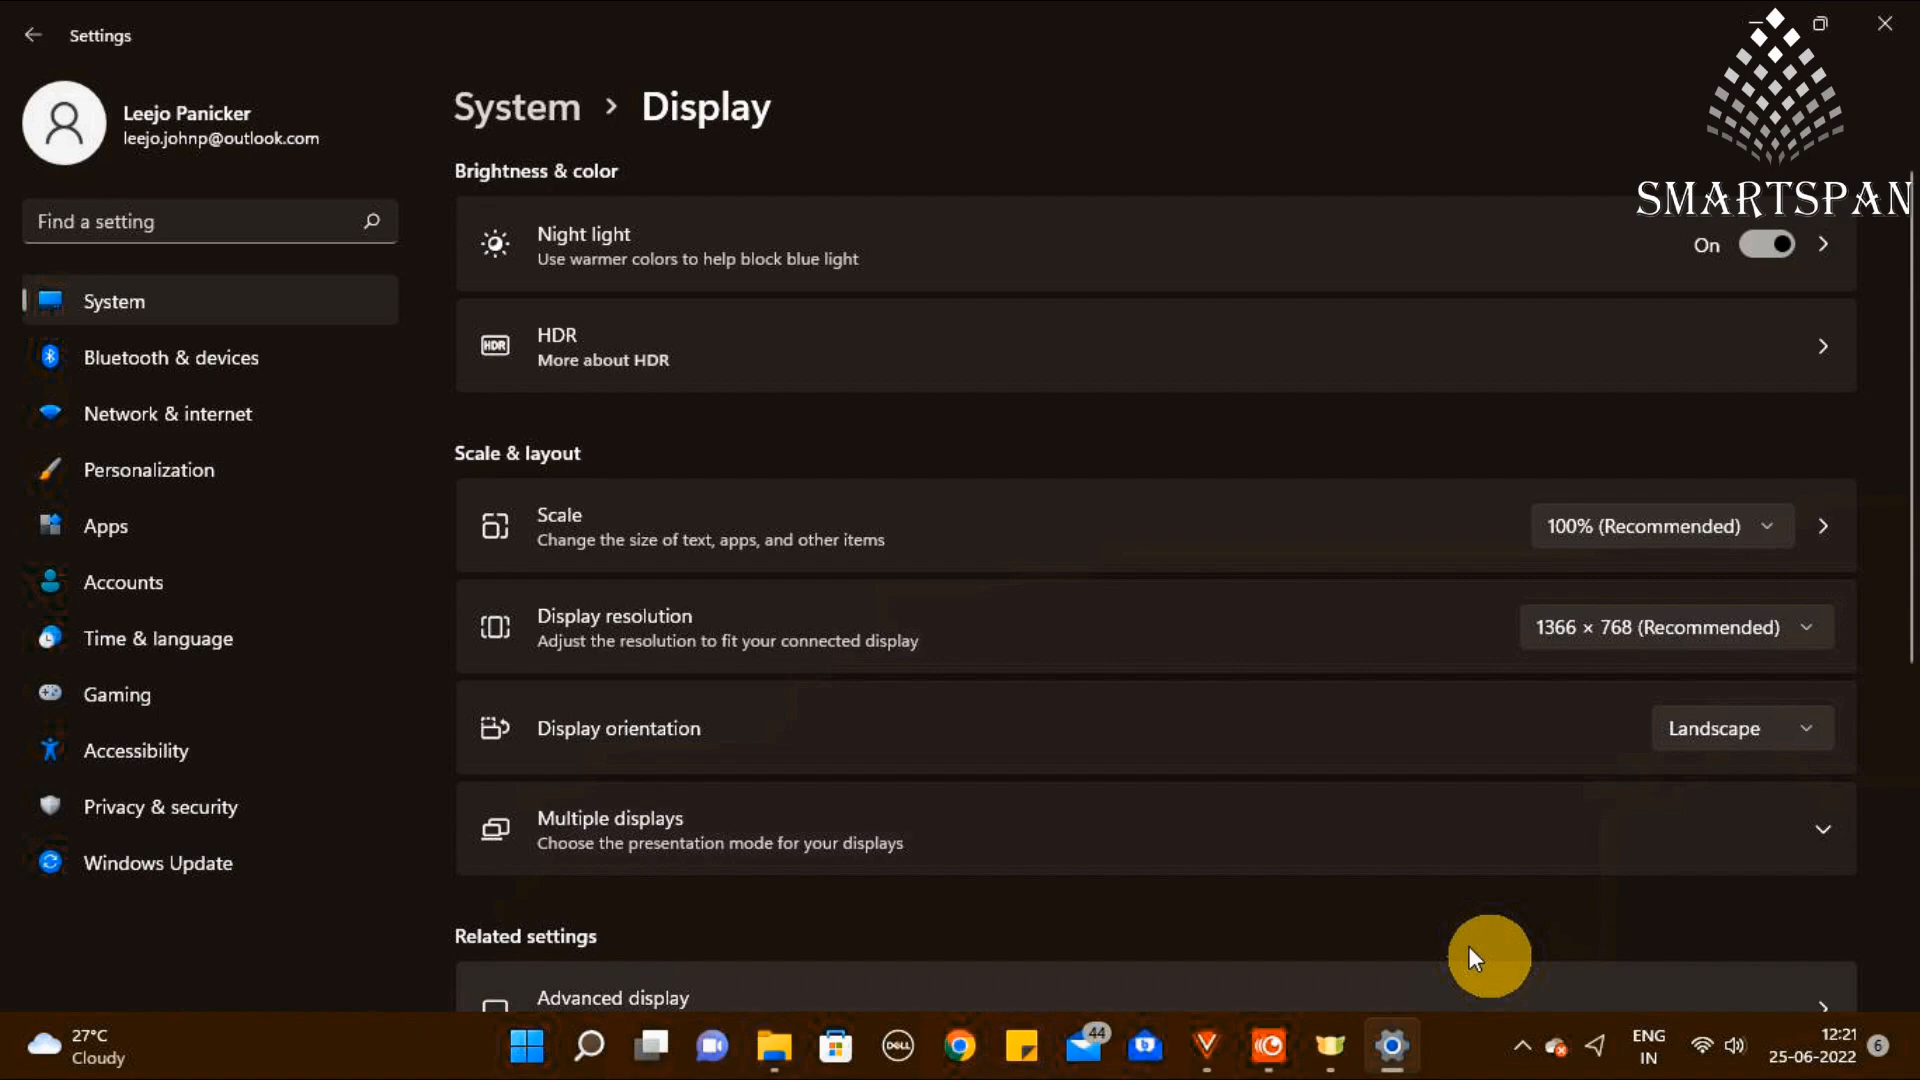 Settings
SMARTSPAN
Leejo Panicker
leejo.johnp@outlook.com
Find a setting
System
Bluetooth & devices
Network & internet
Personalization
Apps
Accounts
Time & language
Gaming
Accessibility
Privacy & security
Windows Update
System > Display
Brightness & color
Night light
Use warmer colors to help block blue light
On
HDR
HDR
More about HDR
Scale & layout
Scale
Change the size of text, apps, and other items
100% (Recommended)
Display resolution
Adjust the resolution to fit your connected display
1366 × 768 (Recommended)
Display orientation
Landscape
Multiple displays
Choose the presentation mode for your displays
Related settings
Advanced display
27°C
Cloudy
DELL
44
ENG
IN
12:21
25-06-2022
6